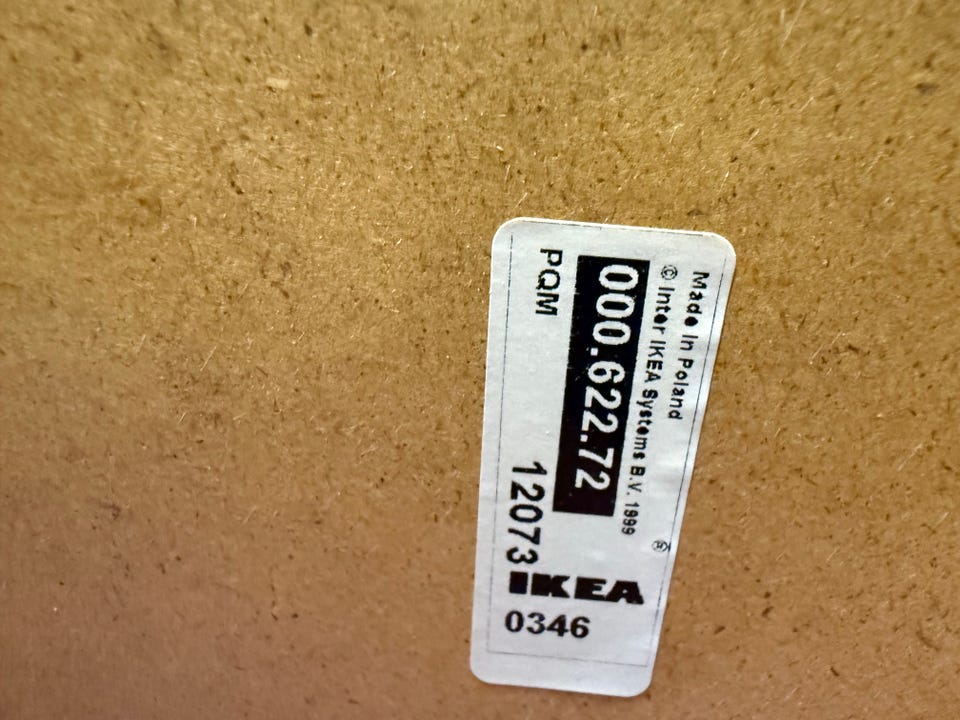 Made in Poland
© Inter IKEA Systems B.V. 1999
000.622.72
PQM
12073
®
IKEA
0346